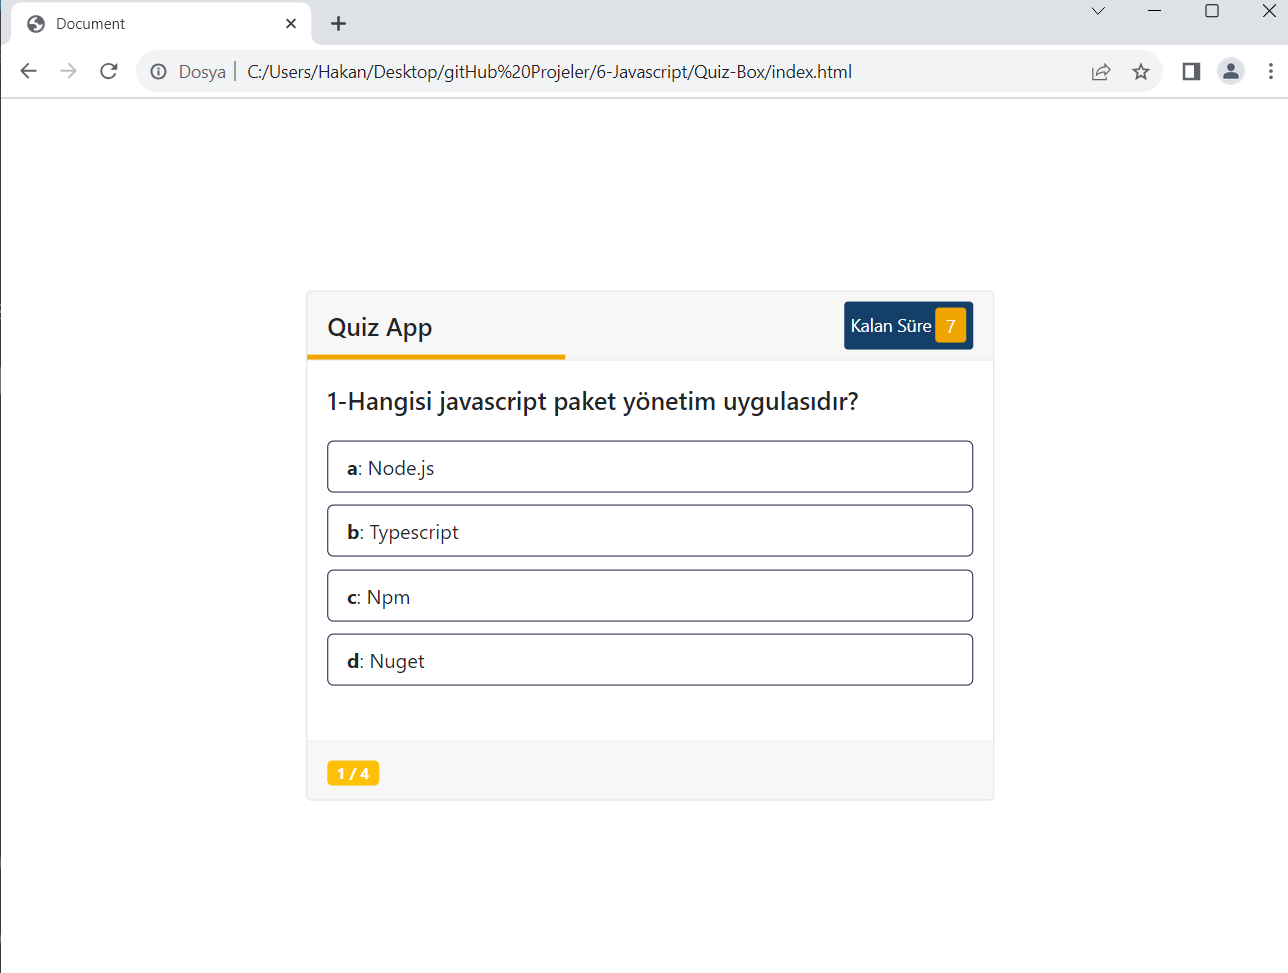 Document
Dosya | C:/Users/Hakan/Desktop/gitHub%20Projeler/6-Javascript/Quiz-Box/index.html
Quiz App
Kalan Süre 7
1-Hangisi javascript paket yönetim uygulasıdır?
a: Node.js
b: Typescript
c: Npm
d: Nuget
1 / 4